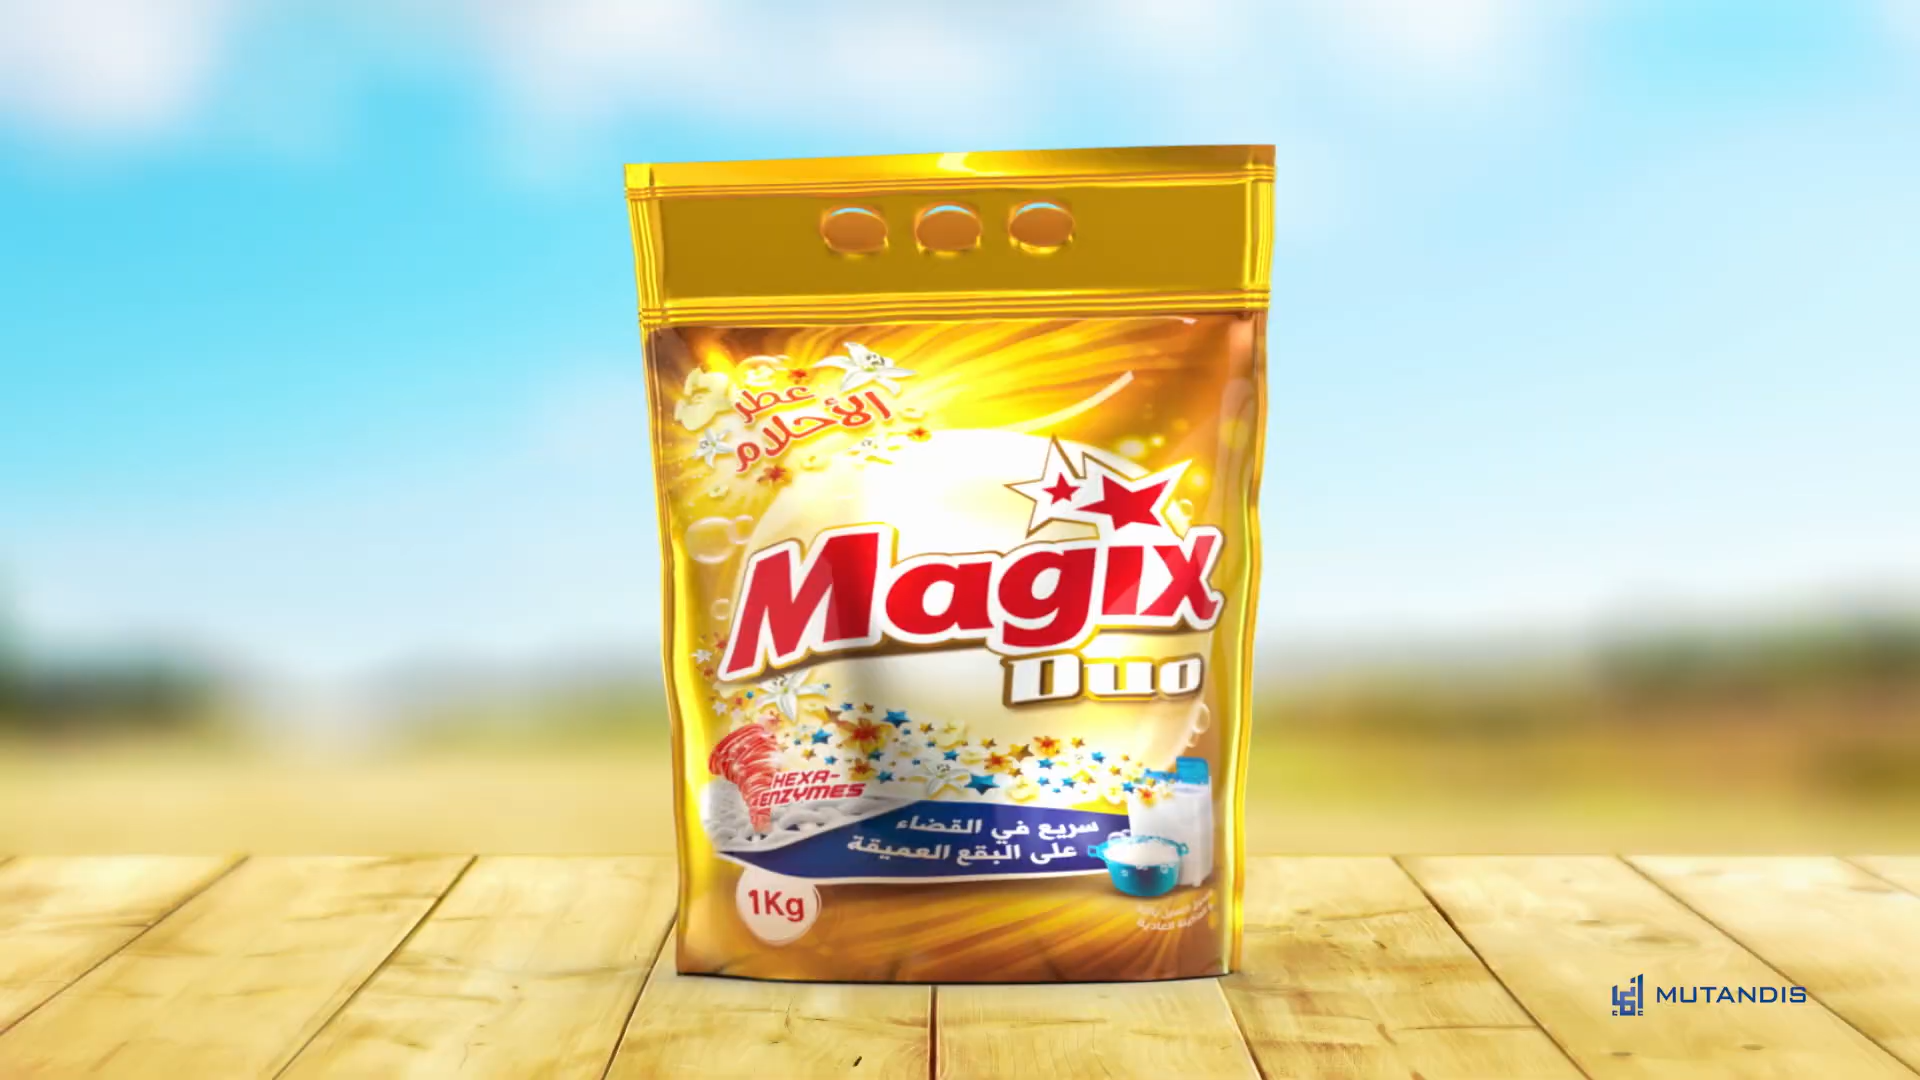 عطر
الأحلام
Magix
Duo
HEXA-
ENZYMES
سريع في القضاء
على البقع العميقة
1Kg
MUTANDIS